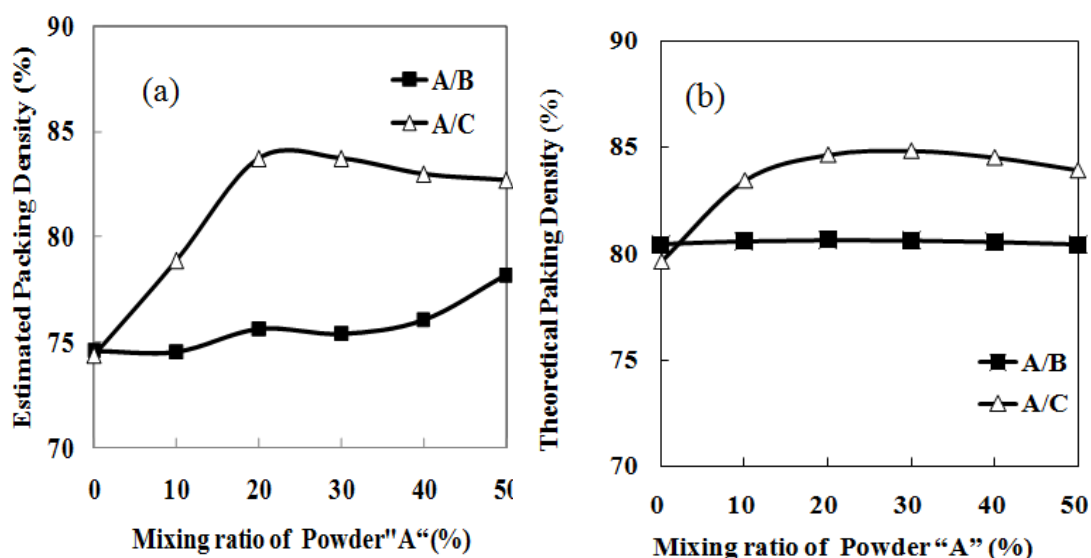 90
(a)
A/B
A/C
85
80
75
70
0 10 20 30 40 50
Estimated Packing Density (%)
Mixing ratio of Powder"A“(%)
90
(b)
85
80
75
A/B
A/C
70
0 10 20 30 40 50
Theoretical Paking Density (%)
Mixing ratio of Powder “A” (%)